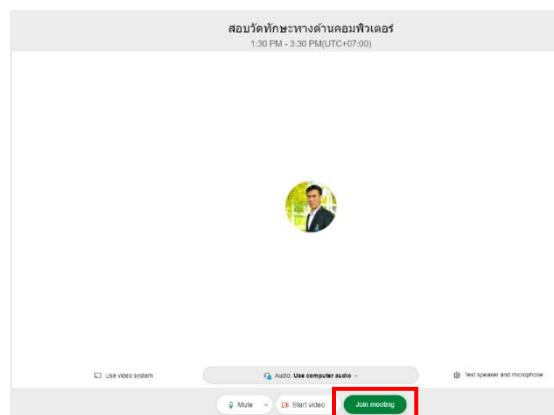 สอบวัดทักษะทางด้านคอมพิวเตอร์
1:30 PM - 3:30 PM(UTC+07:00)
Use video system
Audio: Use computer audio
Test speaker and microphone
Mute
Start video
Join meeting